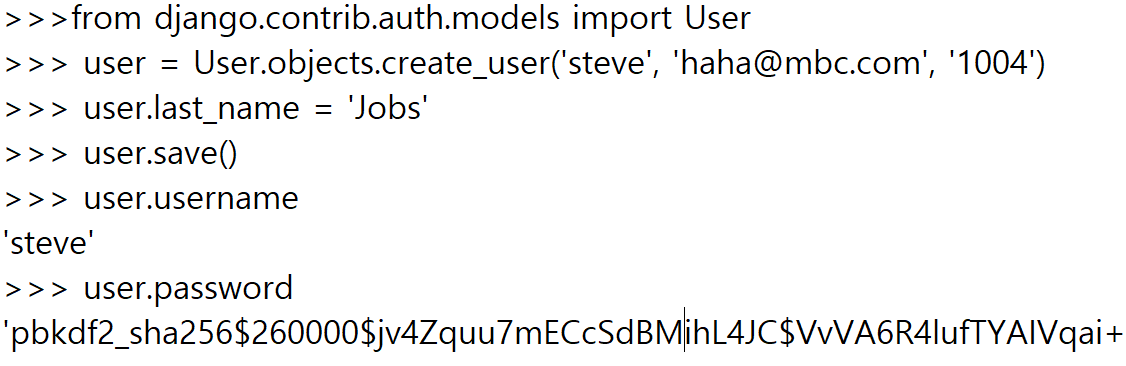 >>>from django.contrib.auth.models import User
>>> user = User.objects.create_user('steve', 'haha@mbc.com', '1004')
>>> user.last_name = 'Jobs'
>>> user.save()
>>> user.username
'steve'
>>> user.password
'pbkdf2_sha256$260000$jv4Zquu7mECcSdBMihL4JC$VvVA6R4lufTYAIVqai+